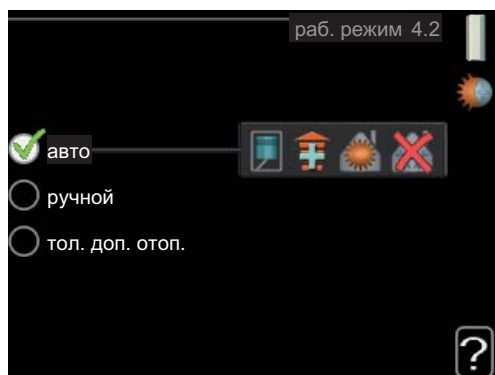 раб. режим 4.2
авто
ручной
тол. доп. отоп.
?